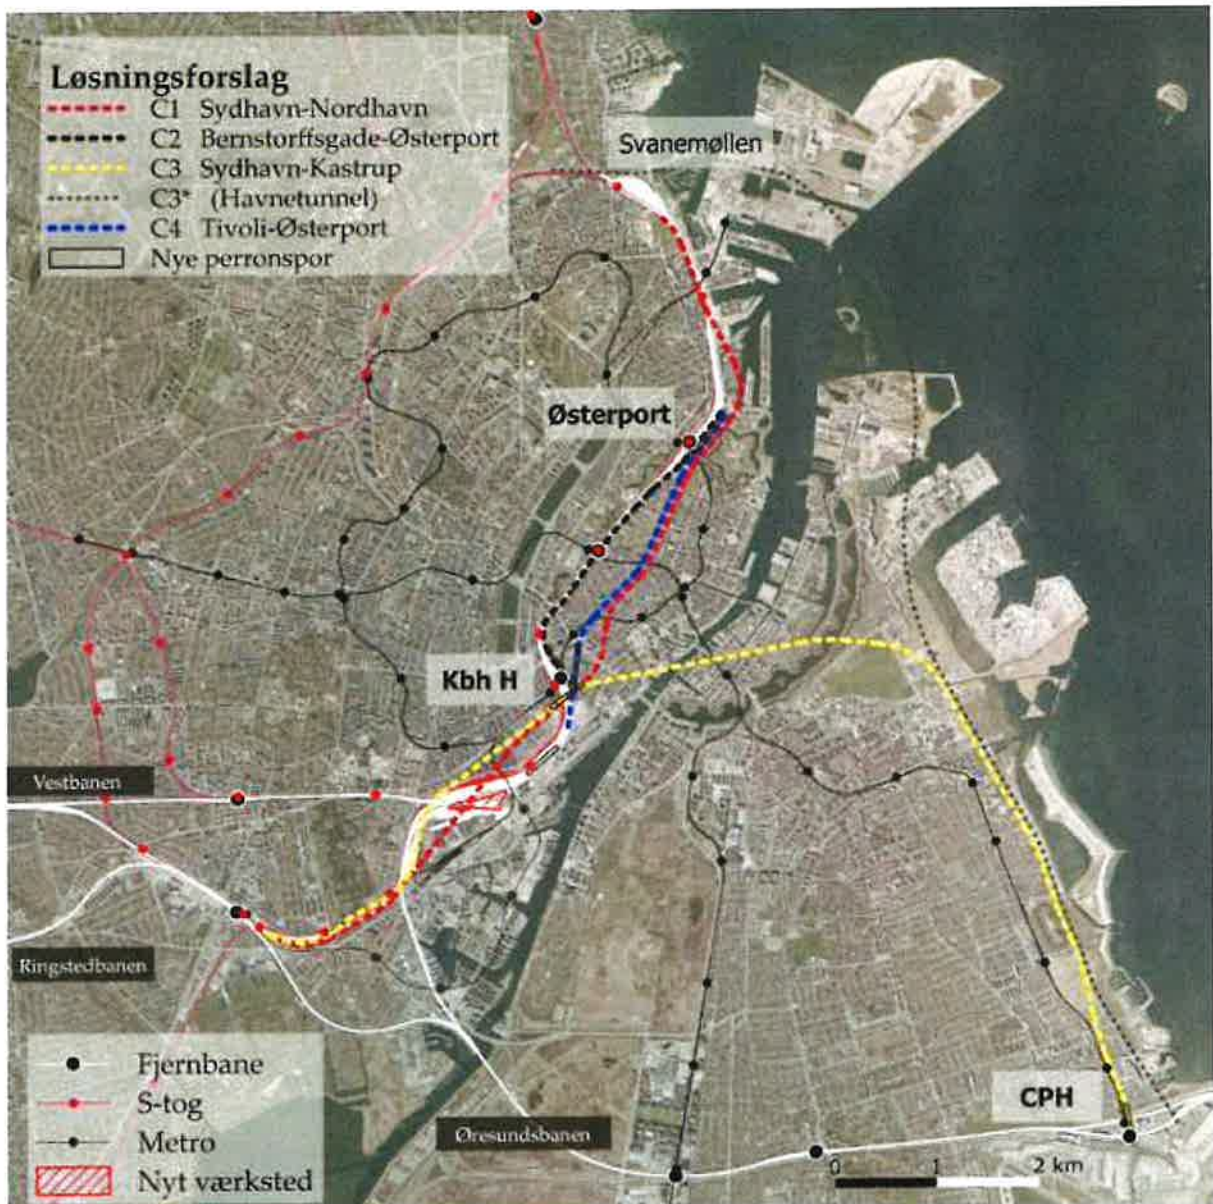 Løsningsforslag
C1 Sydhavn-Nordhavn
C2 Bernstorffsgade-Østerport
C3 Sydhavn-Kastrup
C3* (Havnetunnel)
C4 Tivoli-Østerport
Nye perronspor
Svanemøllen
Østerport
Kbh H
Vestbanen
Ringstedbanen
Øresundsbanen
CPH
Fjernbane
S-tog
Metro
Nyt værksted
0 1 2 km